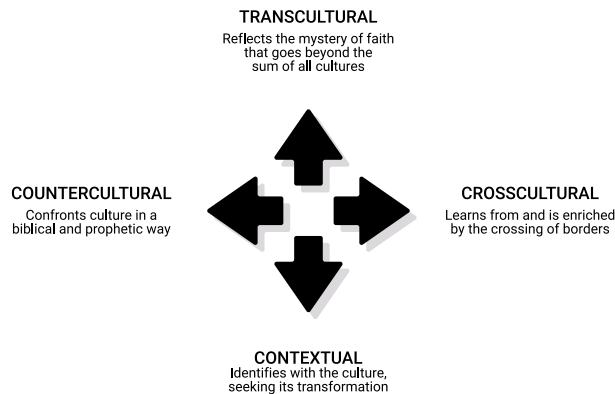 TRANSCULTURAL
Reflects the mystery of faith
that goes beyond the
sum of all cultures
COUNTERCULTURAL
Confronts culture in a
biblical and prophetic way
CROSSCULTURAL
Learns from and is enriched
by the crossing of borders
CONTEXTUAL
Identifies with the culture,
seeking its transformation